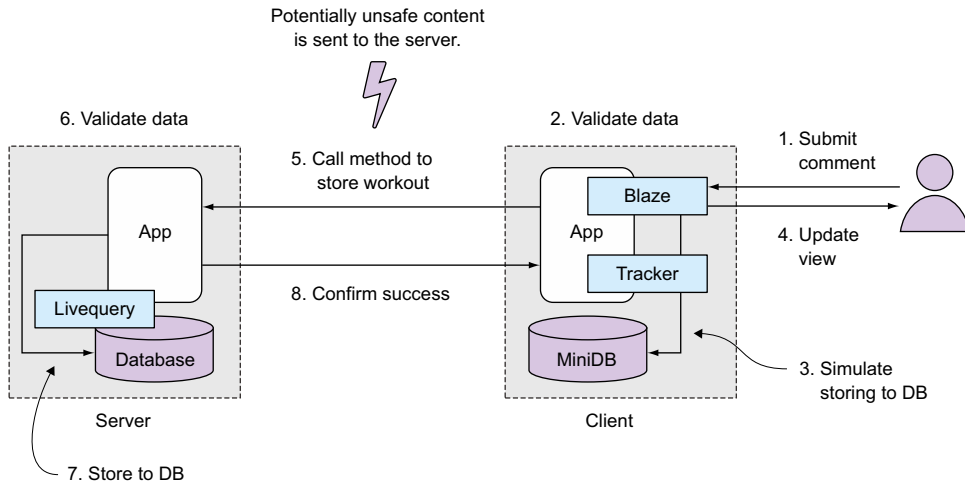 Potentially unsafe content
is sent to the server.
6. Validate data
2. Validate data
1. Submit
comment
5. Call method to
store workout
Blaze
App
App
4. Update
view
Tracker
8. Confirm success
Livequery
Database
MiniDB
3. Simulate
storing to DB
Server
Client
7. Store to DB